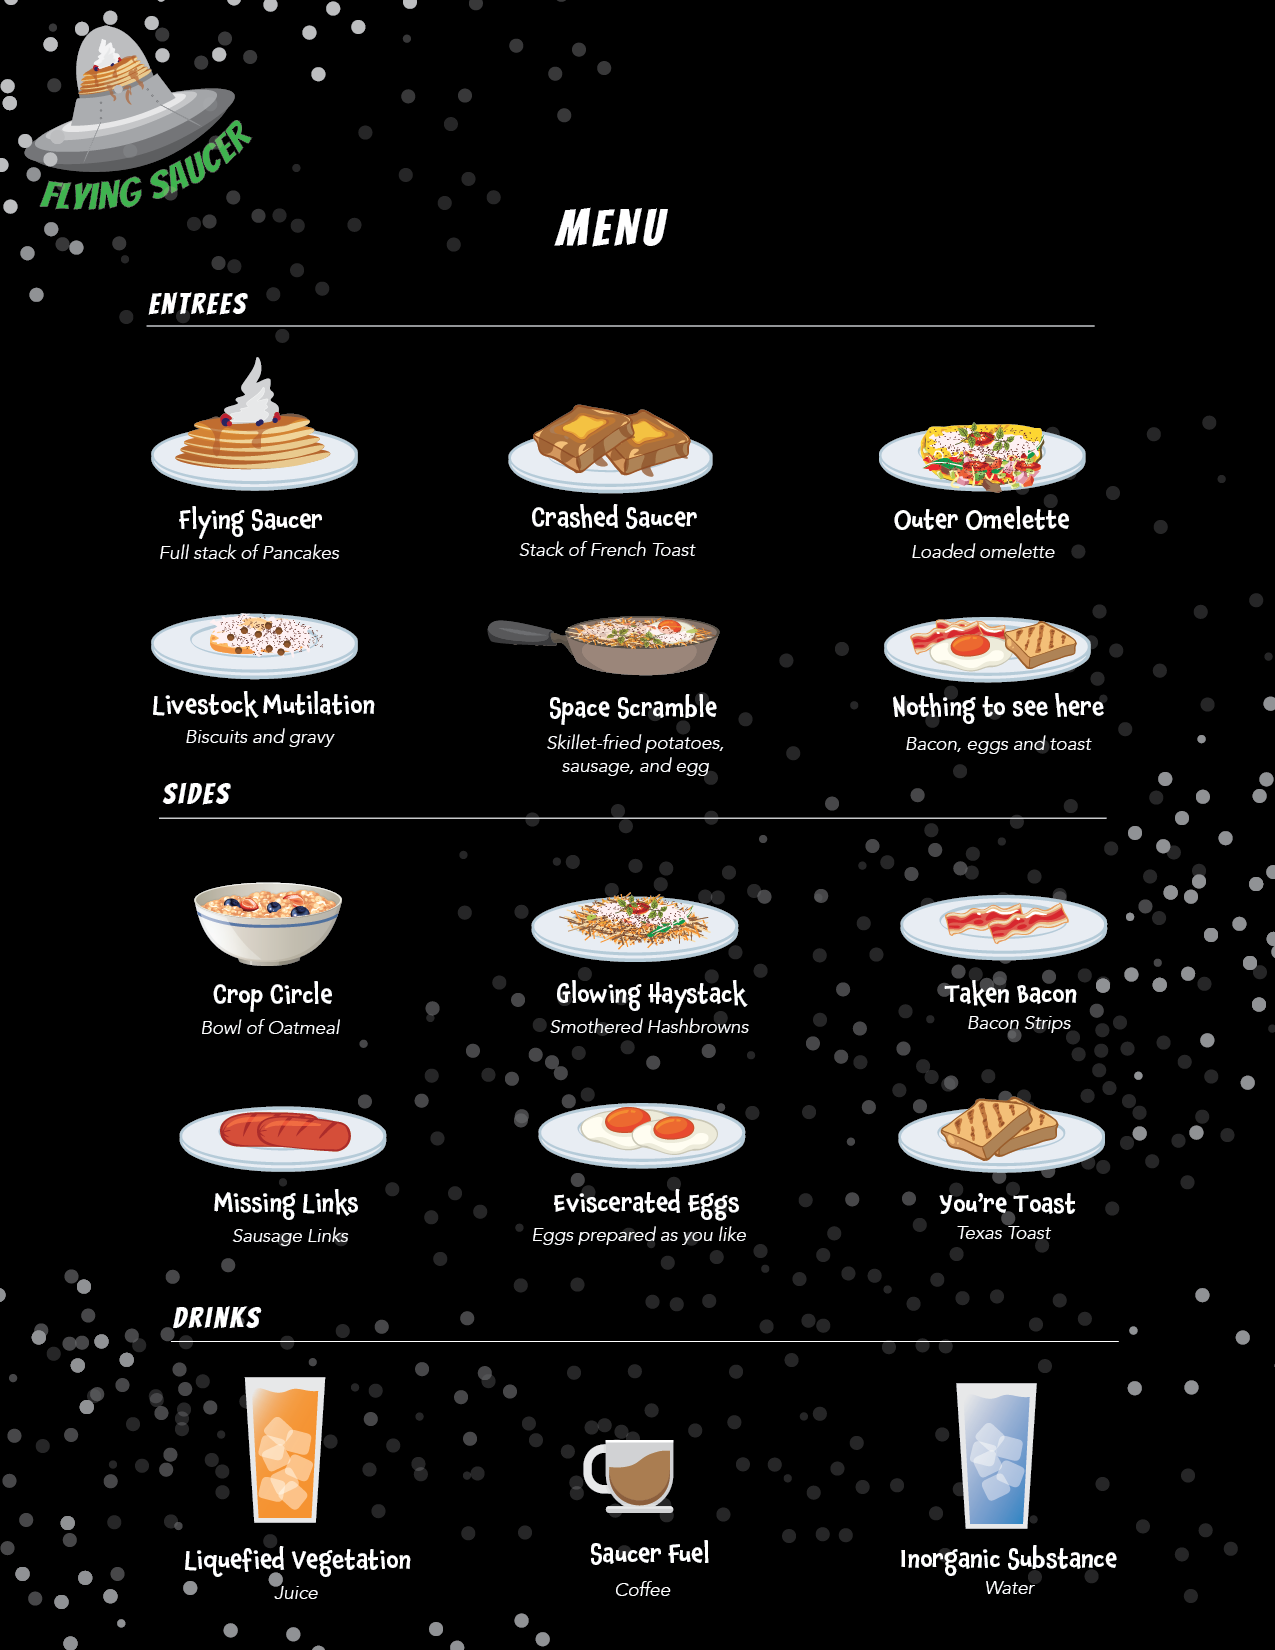 FLYING SAUCER
MENU
ENTREES
Flying Saucer
Full stack of Pancakes
Crashed Saucer
Stack of French Toast
Outer Omelette
Loaded omelette
Livestock Mutilation
Biscuits and gravy
Space Scramble
Skillet-fried potatoes,
sausage, and egg
Nothing to see here
Bacon, eggs and toast
SIDES
Crop Circle
Bowl of Oatmeal
Glowing Haystack
Smothered Hashbrowns
Taken Bacon
Bacon Strips
Missing Links
Sausage Links
Eviscerated Eggs
Eggs prepared as you like
You're Toast
Texas Toast
DRINKS
Liquefied Vegetation
Juice
Saucer Fuel
Coffee
Inorganic Substance
Water